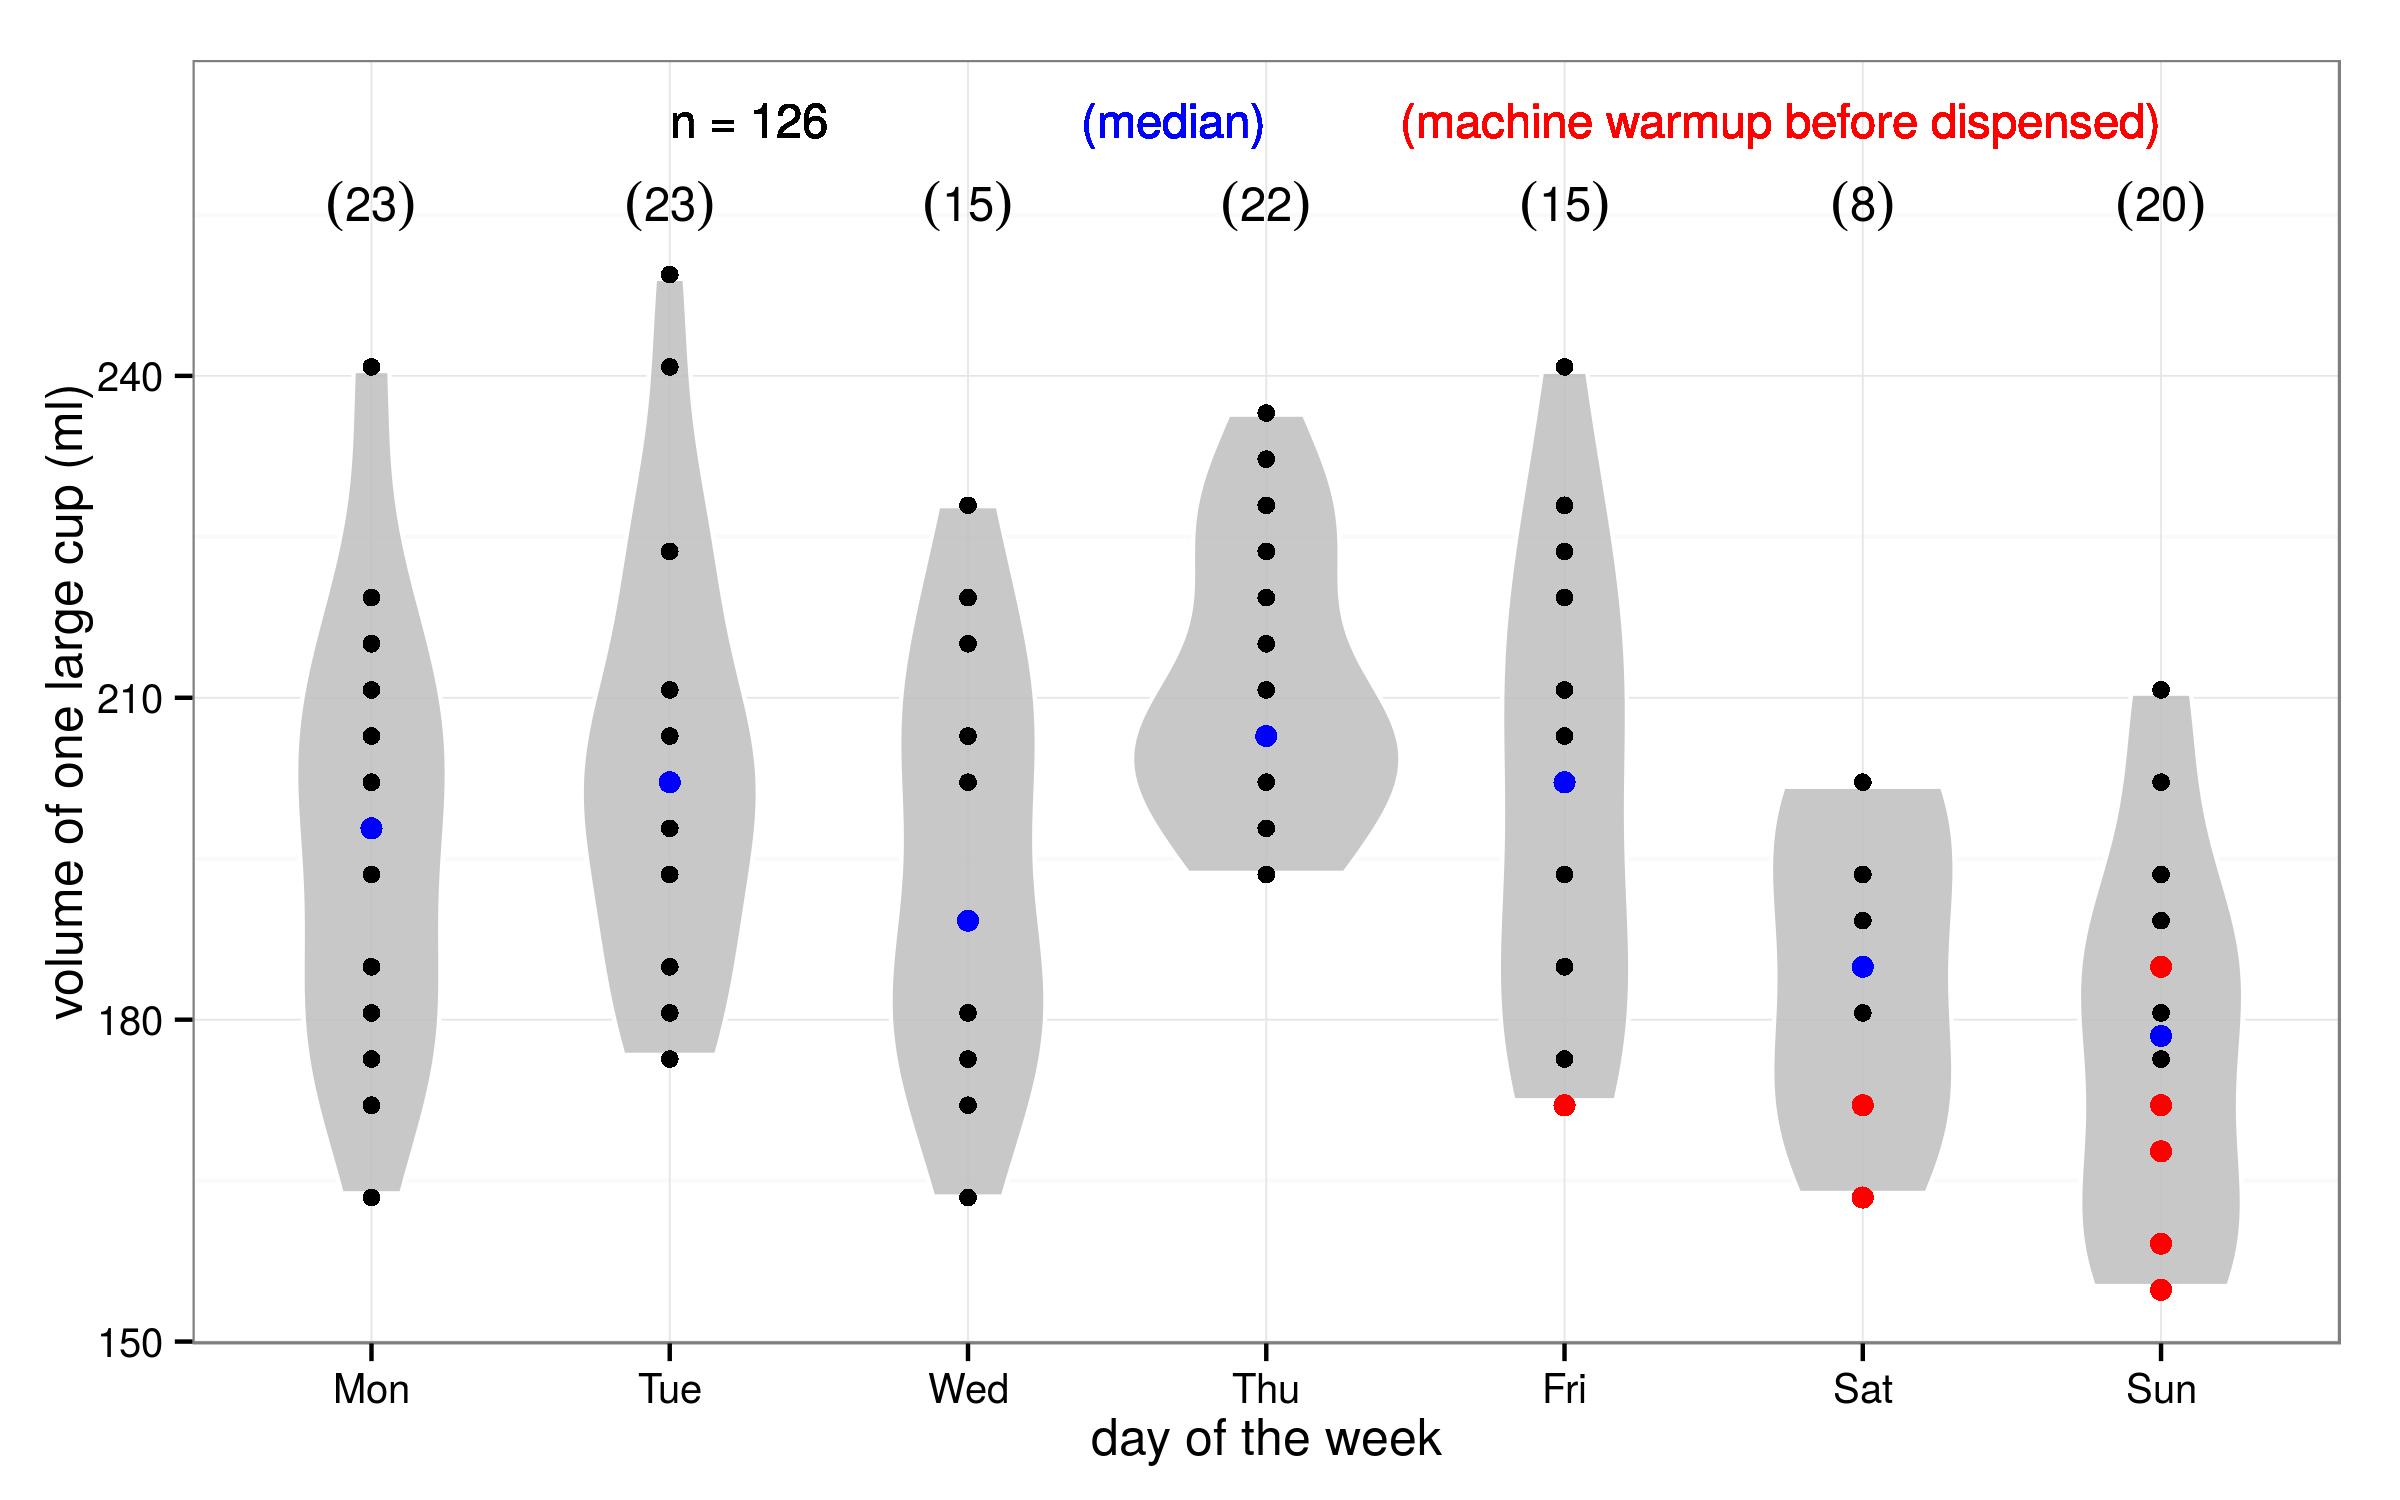 n = 126 (median) (machine warmup before dispensed)
(23) (23) (15) (22) (15) (8) (20)
volume of one large cup (ml)
240
210
180
150
Mon Tue Wed Thu Fri Sat Sun
day of the week